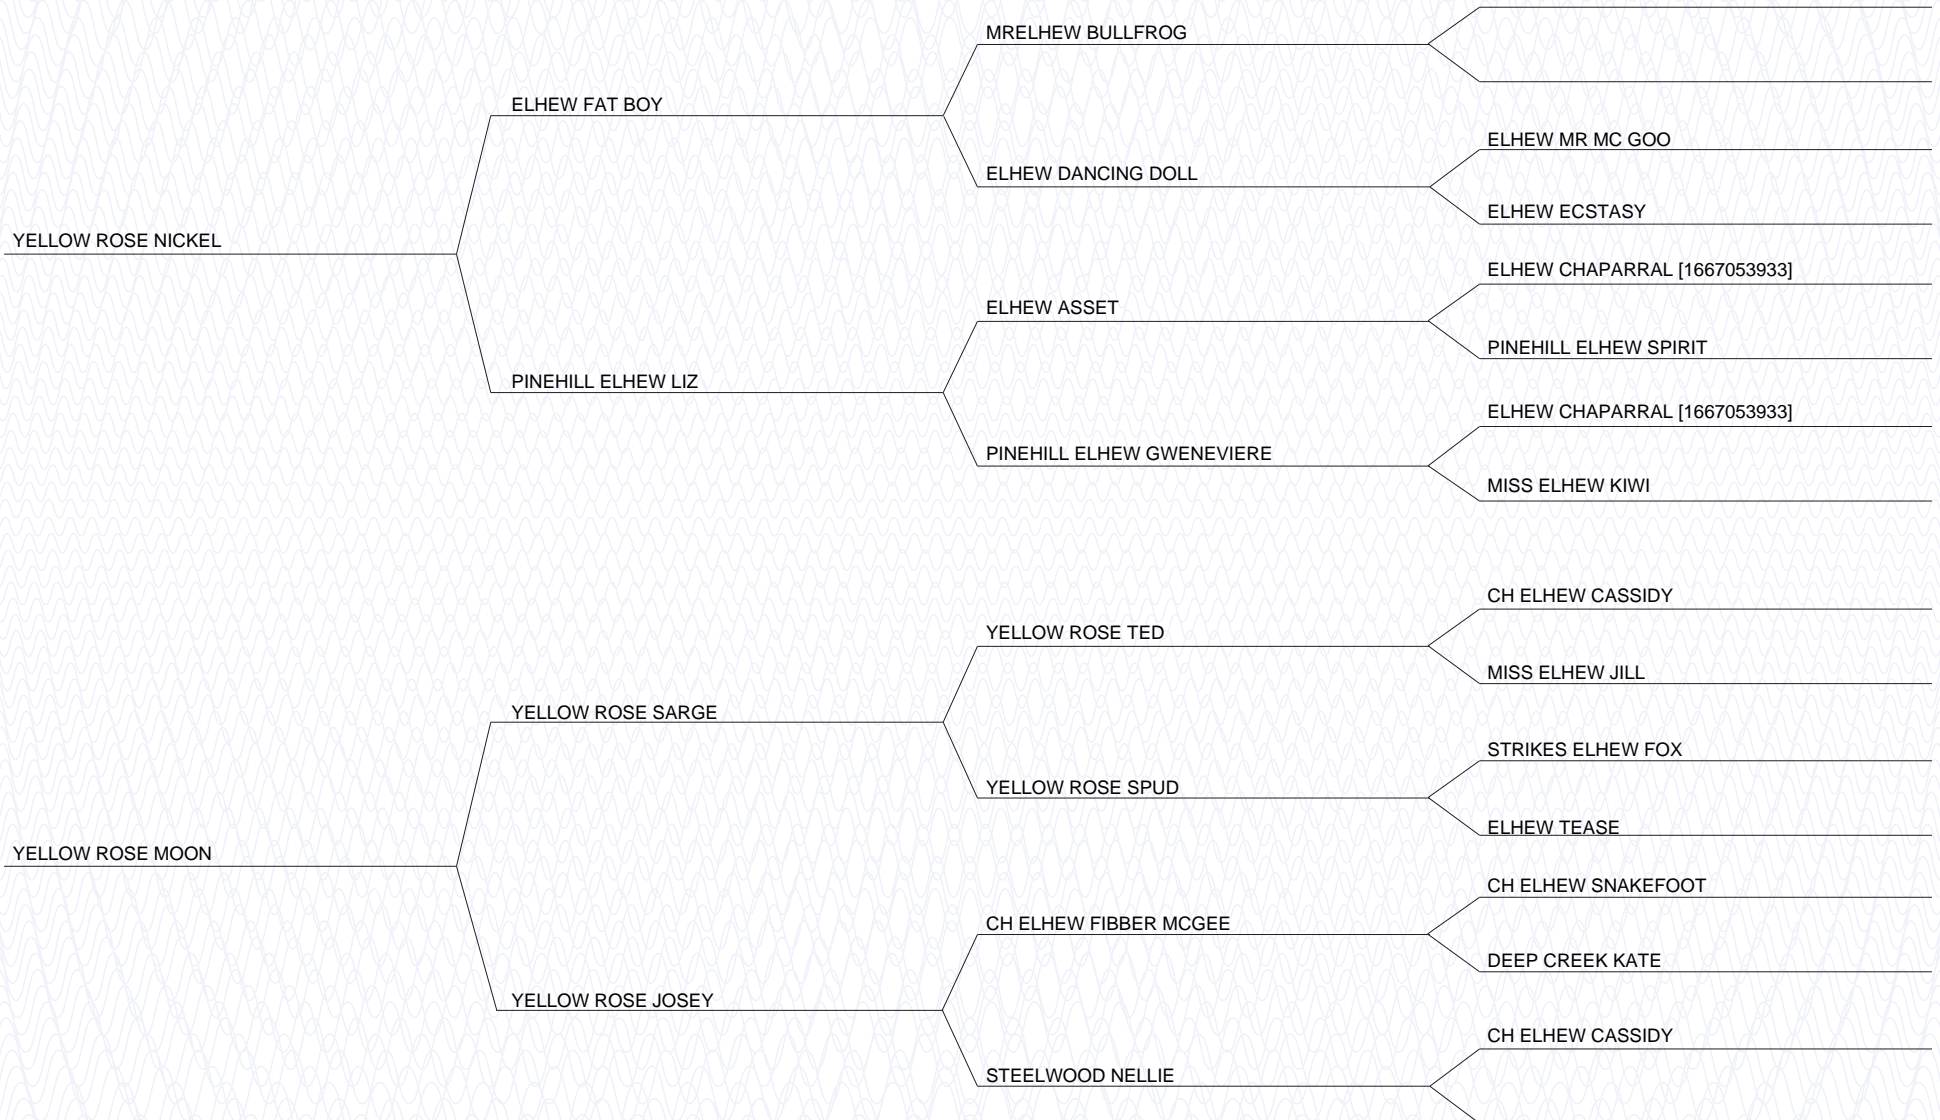 MRELHEW BULLFROG
ELHEW FAT BOY
ELHEW MR MC GOO
ELHEW DANCING DOLL
ELHEW ECSTASY
YELLOW ROSE NICKEL
ELHEW CHAPARRAL [1667053933]
ELHEW ASSET
PINEHILL ELHEW SPIRIT
PINEHILL ELHEW LIZ
ELHEW CHAPARRAL [1667053933]
PINEHILL ELHEW GWENEVIERE
MISS ELHEW KIWI
CH ELHEW CASSIDY
YELLOW ROSE TED
MISS ELHEW JILL
YELLOW ROSE SARGE
STRIKES ELHEW FOX
YELLOW ROSE SPUD
ELHEW TEASE
YELLOW ROSE MOON
CH ELHEW SNAKEFOOT
CH ELHEW FIBBER MCGEE
DEEP CREEK KATE
YELLOW ROSE JOSEY
CH ELHEW CASSIDY
STEELWOOD NELLIE